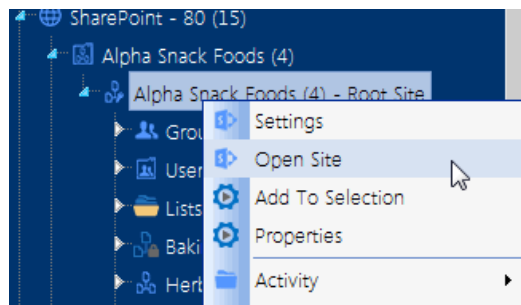 SharePoint - 80 (15)
Alpha Snack Foods (4)
Alpha Snack Foods (4) - Root Site
Settings
Open Site
Add To Selection
Properties
Activity
Lists